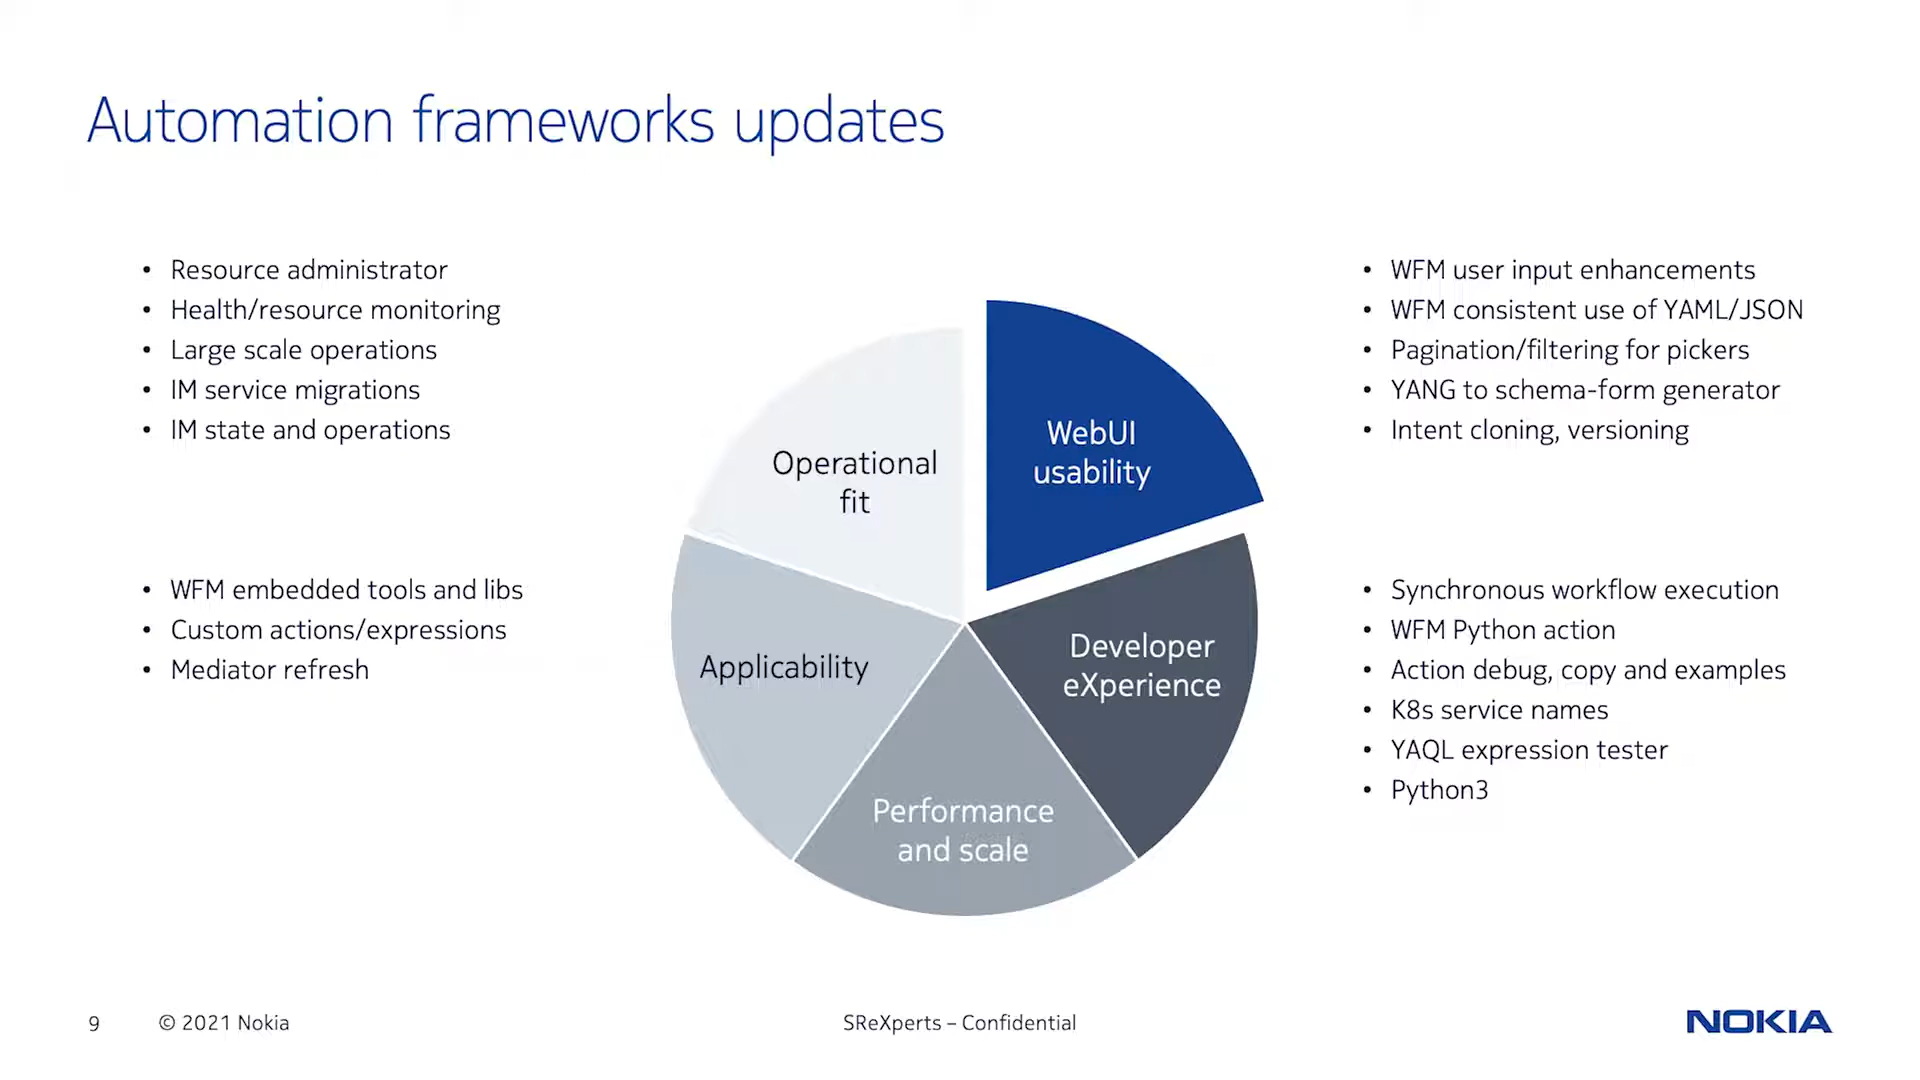 Automation frameworks updates
• Resource administrator
• Health/resource monitoring
• Large scale operations
• IM service migrations
• IM state and operations
• WFM embedded tools and libs
• Custom actions/expressions
• Mediator refresh
Operational
fit
WebUI
usability
Applicability
Developer
eXperience
Performance
and scale
• WFM user input enhancements
• WFM consistent use of YAML/JSON
• Pagination/filtering for pickers
• YANG to schema-form generator
• Intent cloning, versioning
• Synchronous workflow execution
• WFM Python action
• Action debug, copy and examples
• K8s service names
• YAQL expression tester
• Python3
9
© 2021 Nokia
SReXperts – Confidential
NOKIA